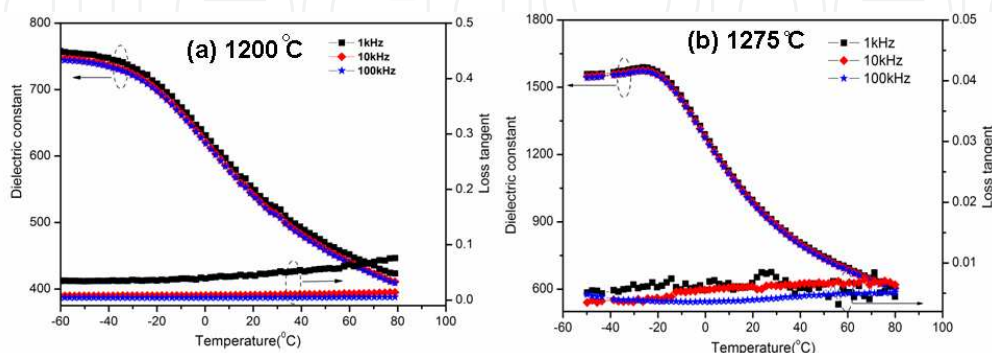 (a) 1200 °C
1kHz
10kHz
100kHz
Dielectric constant
800
700
600
500
400
Loss tangent
0.5
0.4
0.3
0.2
0.1
0.0
-60 -40 -20 0 20 40 60 80 100
Temperature(°C)
(b) 1275 °C
1kHz
10kHz
100kHz
Dielectric constant
1800
1500
1200
900
600
Loss tangent
0.05
0.04
0.03
0.02
0.01
0.00
-60 -40 -20 0 20 40 60 80 100
Temperature(°C)